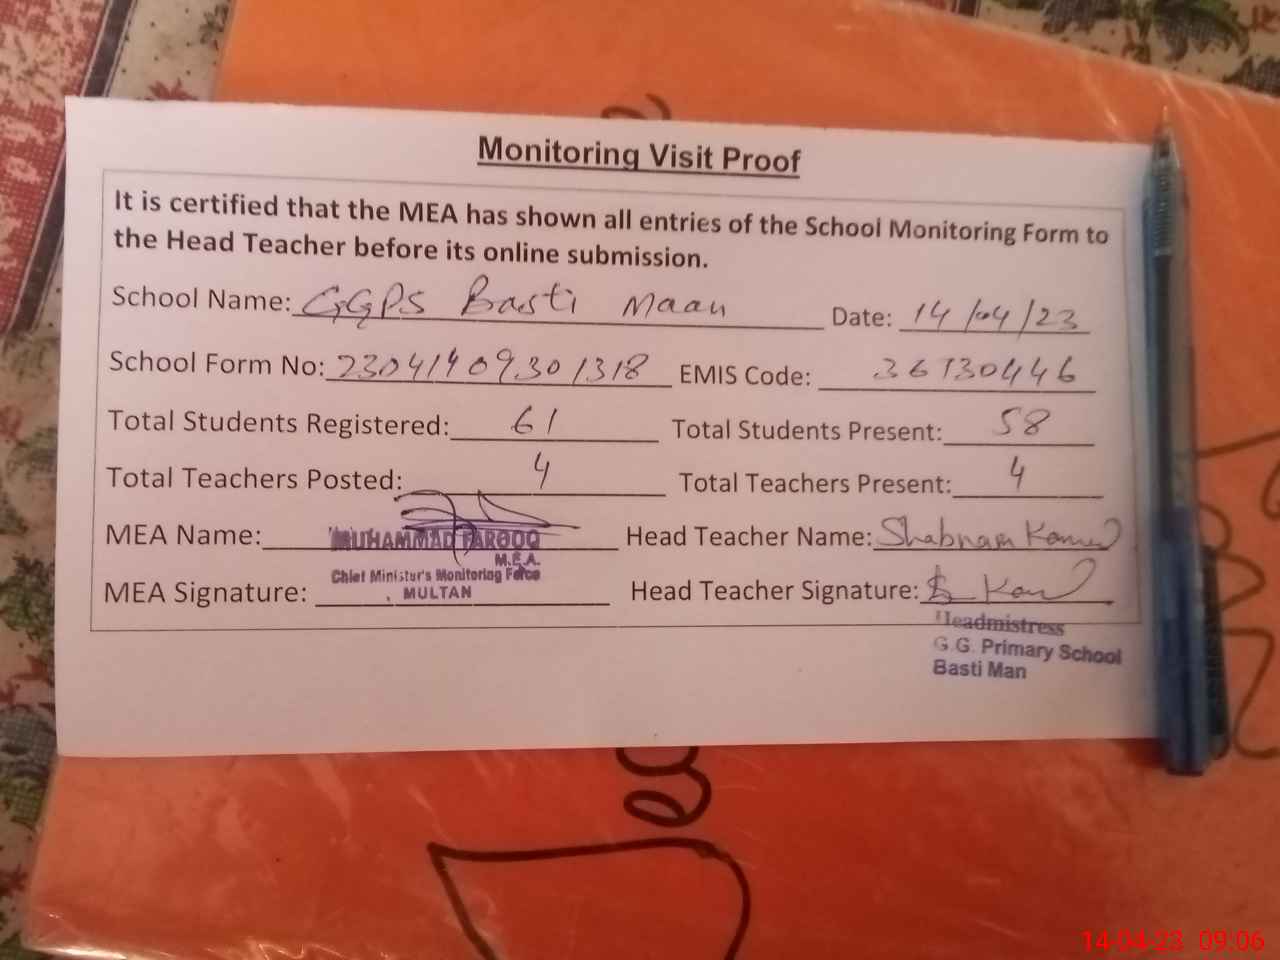 Monitoring Visit Proof
It is certified that the MEA has shown all entries of the School Monitoring Form to
the Head Teacher before its online submission.
School Name: GGPS Basti Maan Date: 14/04/23
School Form No: 23041409301318 EMIS Code: 36130446
Total Students Registered: 61 Total Students Present: 58
Total Teachers Posted: 4 Total Teachers Present: 4
MEA Name: MUHAMMAD FAROOQ Head Teacher Name: Shabnam
M.E.A.
Chief Minister's Monitoring Force
MEA Signature: MULTAN Head Teacher Signature:
Headmistress
G.G. Primary School
Basti Man
14-04-23 09:06